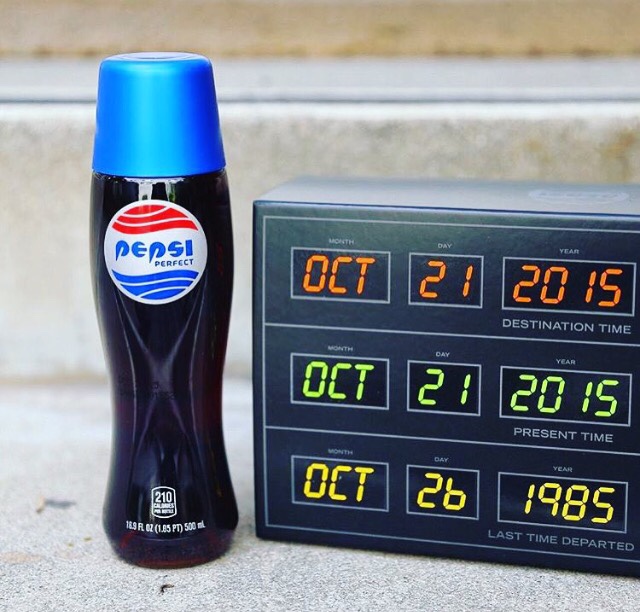 PEPSI
PERFECT
210
CALORIES
PER BOTTLE
16.9 FL OZ (1.05 PT) 500 mL
MONTH DAY YEAR
OCT 21 2015
DESTINATION TIME
MONTH DAY YEAR
OCT 21 2015
PRESENT TIME
MONTH DAY YEAR
OCT 26 1985
LAST TIME DEPARTED